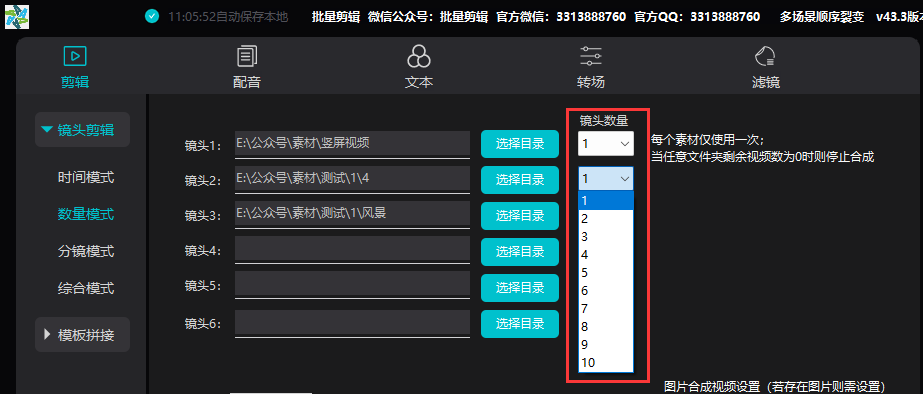 11:05:52自动保存本地 批量剪辑 微信公众号：批量剪辑 官方微信：3313888760 官方QQ：3313888760 多场景顺序裂变 v43.3版
剪辑 配音 文本 转场 滤镜
镜头剪辑
时间模式
数量模式
分镜模式
综合模式
模板拼接
镜头数量
镜头1： E:\公众号\素材\竖屏视频 选择目录 1
每个素材仅使用一次；
当任意文件夹剩余视频数为0时则停止合成
镜头2： E:\公众号\素材\测试\1\4 选择目录 1
镜头3： E:\公众号\素材\测试\1\风景 选择目录
镜头4： 选择目录
镜头5： 选择目录
镜头6： 选择目录
1
2
3
4
5
6
7
8
9
10
图片合成视频设置（若存在图片则需设置）